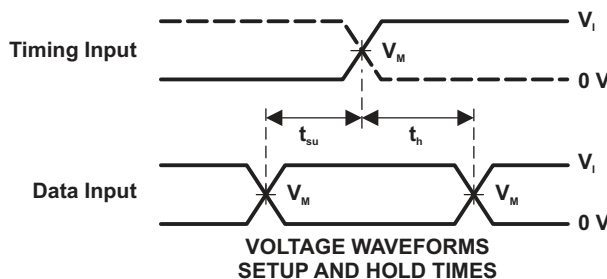 V_I
Timing Input
V_M
0 V
t_su
t_h
V_I
Data Input
V_M
V_M
0 V
VOLTAGE WAVEFORMS
SETUP AND HOLD TIMES